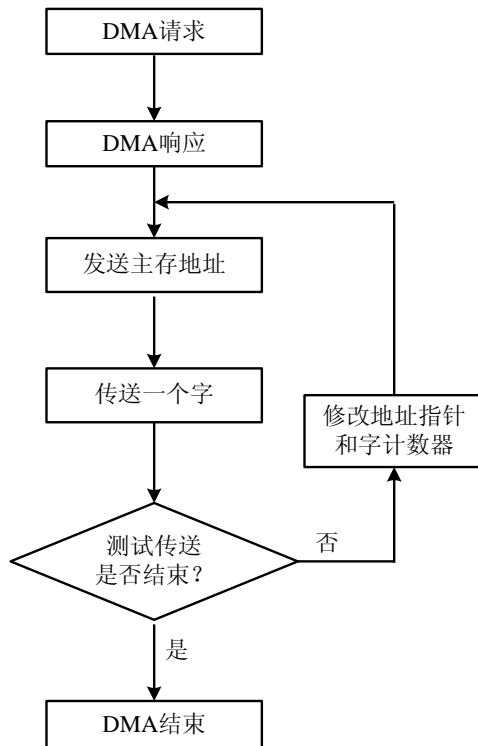 DMA请求
DMA响应
发送主存地址
传送一个字
修改地址指针
和字计数器
测试传送
是否结束?
否
是
DMA结束